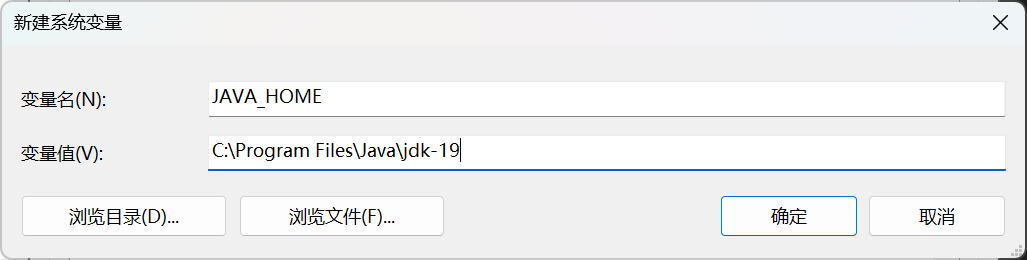 新建系统变量
变量名(N):
JAVA_HOME
变量值(V):
C:\Program Files\Java\jdk-19
浏览目录(D)...
浏览文件(F)...
确定
取消